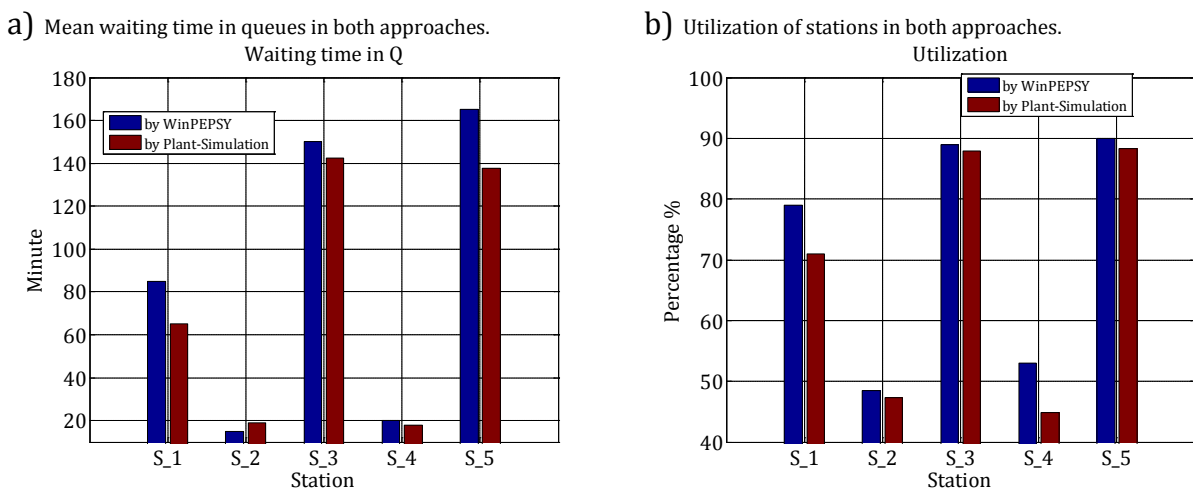 a) Mean waiting time in queues in both approaches.
Waiting time in Q
180
160
140
120
100
80
60
40
20
Minute
by WinPEPSY
by Plant-Simulation
S_1 S_2 S_3 S_4 S_5
Station
b) Utilization of stations in both approaches.
Utilization
100
90
80
70
60
50
40
Percentage %
by WinPEPSY
by Plant-Simulation
S_1 S_2 S_3 S_4 S_5
Station